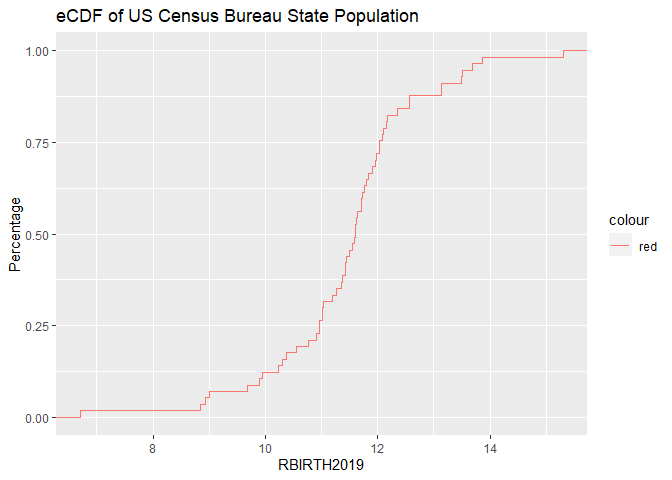 eCDF of US Census Bureau State Population
1.00
0.75
0.50
0.25
0.00
Percentage
8 10 12 14
RBIRTH2019
colour
red